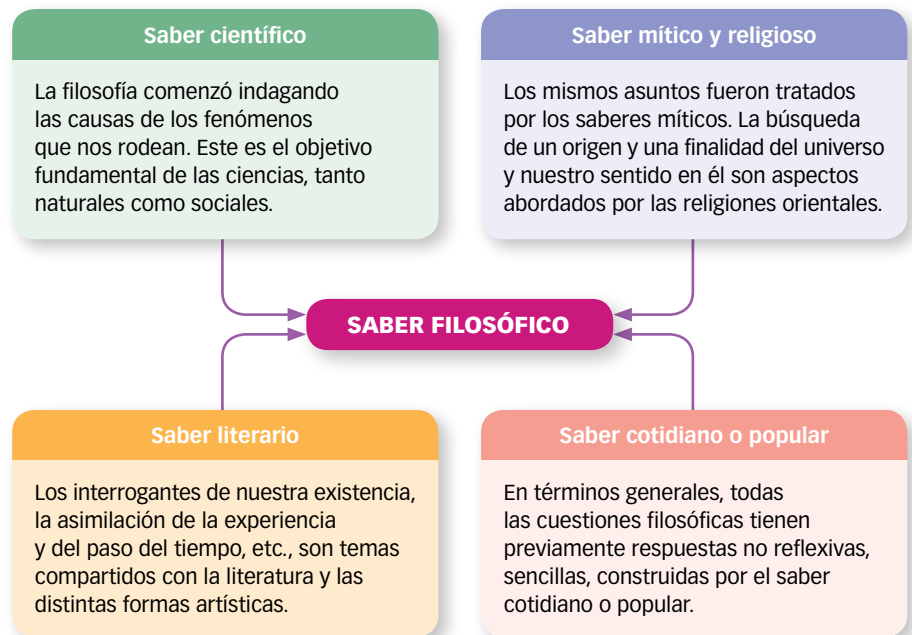 Saber científico
La filosofía comenzó indagando
las causas de los fenómenos
que nos rodean. Este es el objetivo
fundamental de las ciencias, tanto
naturales como sociales.
Saber mítico y religioso
Los mismos asuntos fueron tratados
por los saberes míticos. La búsqueda
de un origen y una finalidad del universo
y nuestro sentido en él son aspectos
abordados por las religiones orientales.
SABER FILOSÓFICO
Saber literario
Los interrogantes de nuestra existencia,
la asimilación de la experiencia
y del paso del tiempo, etc., son temas
compartidos con la literatura y las
distintas formas artísticas.
Saber cotidiano o popular
En términos generales, todas
las cuestiones filosóficas tienen
previamente respuestas no reflexivas,
sencillas, construidas por el saber
cotidiano o popular.